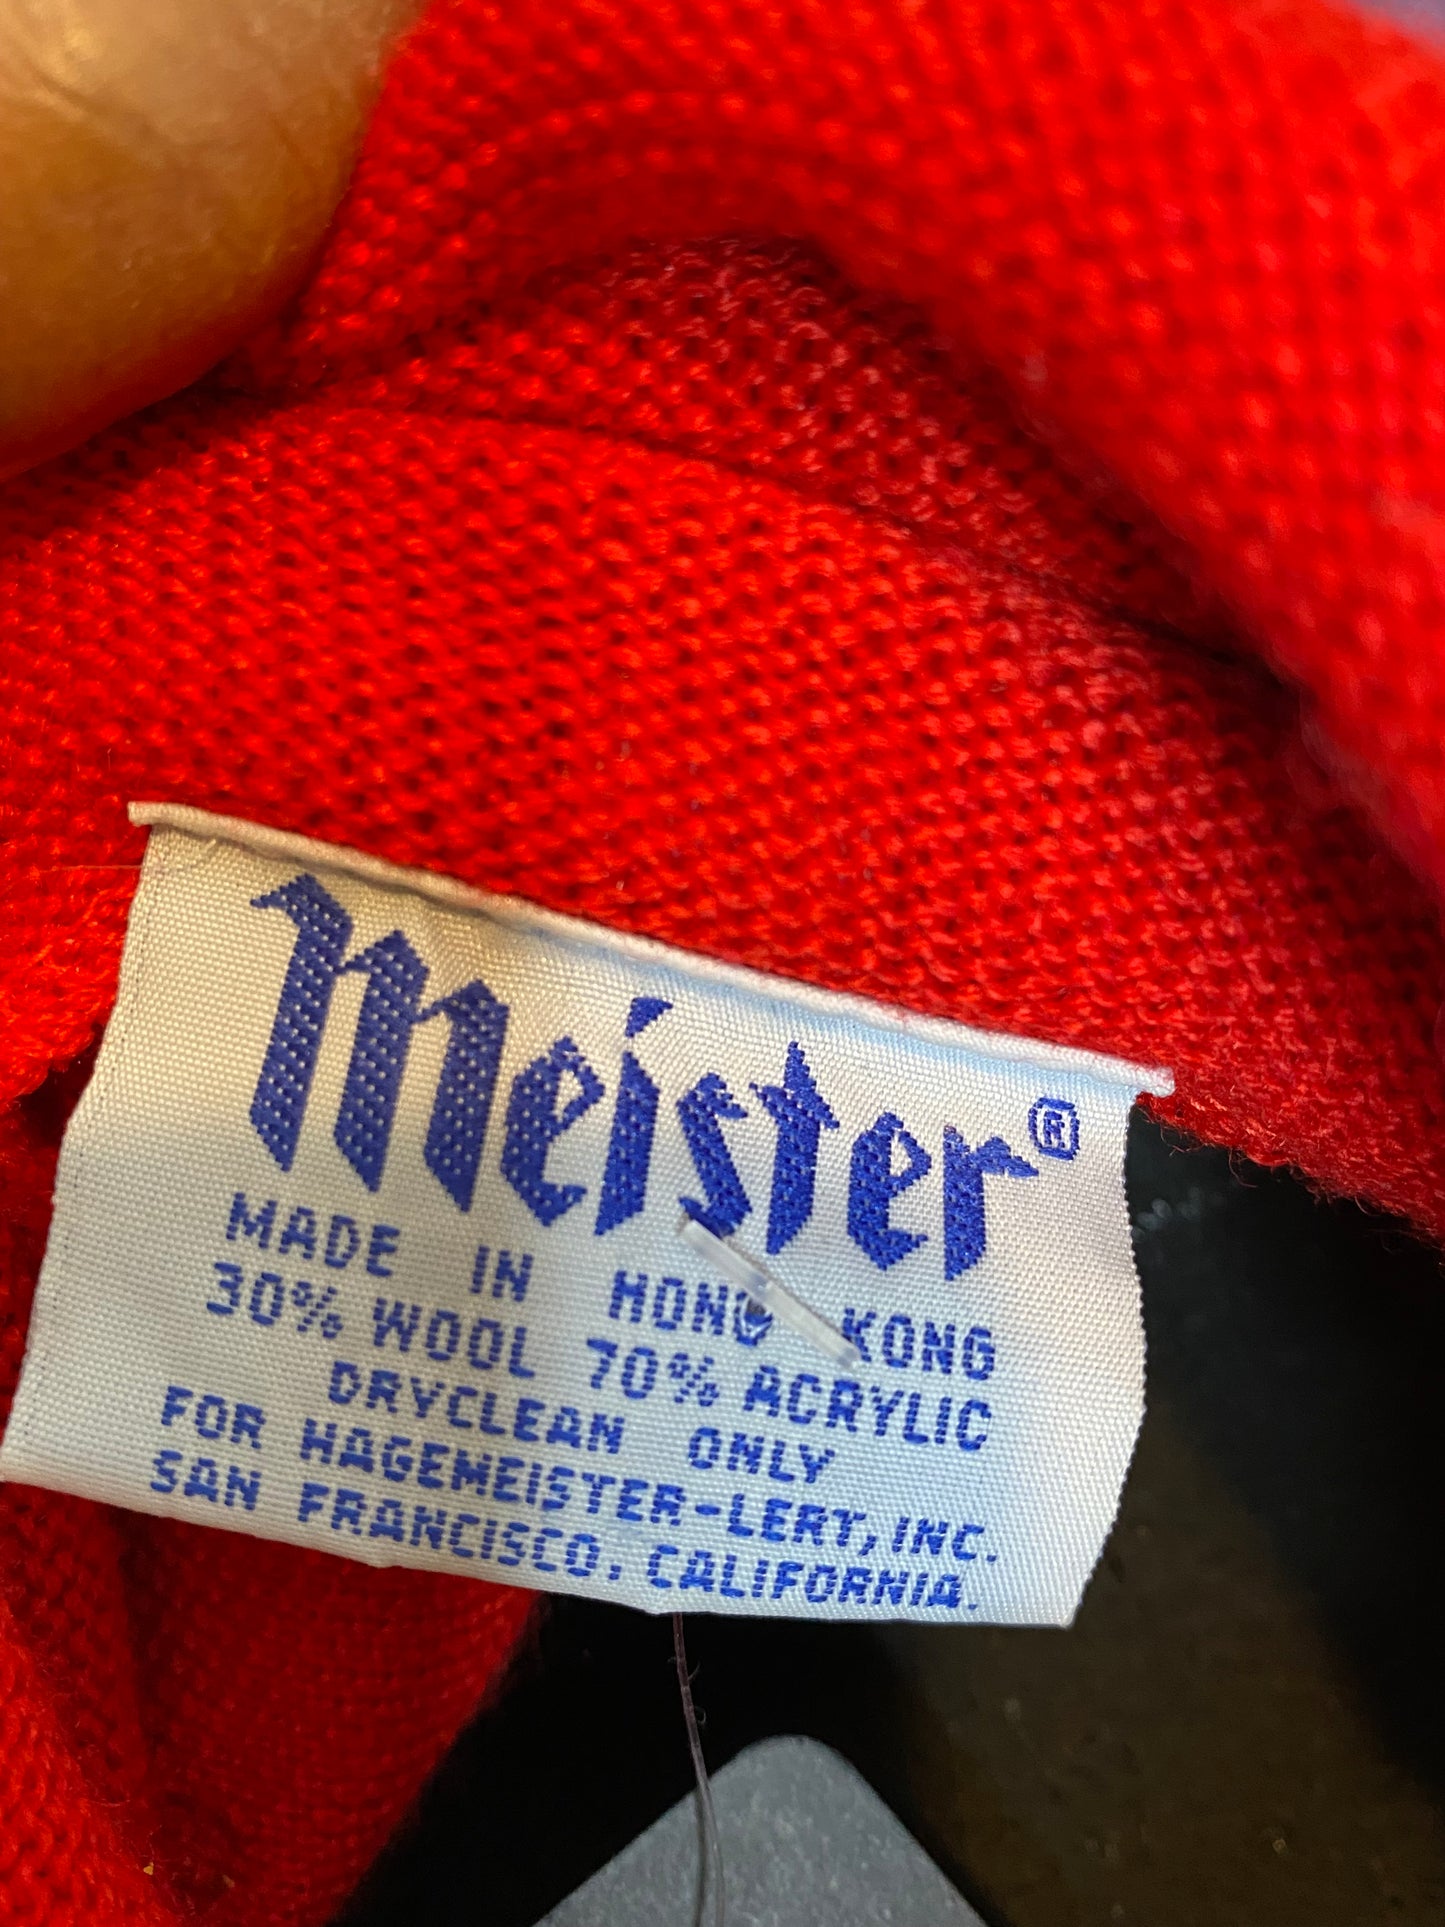 meister®
MADE IN HONG KONG
30% WOOL 70% ACRYLIC
DRYCLEAN ONLY
FOR HAGEMEISTER-LERT, INC.
SAN FRANCISCO, CALIFORNIA.